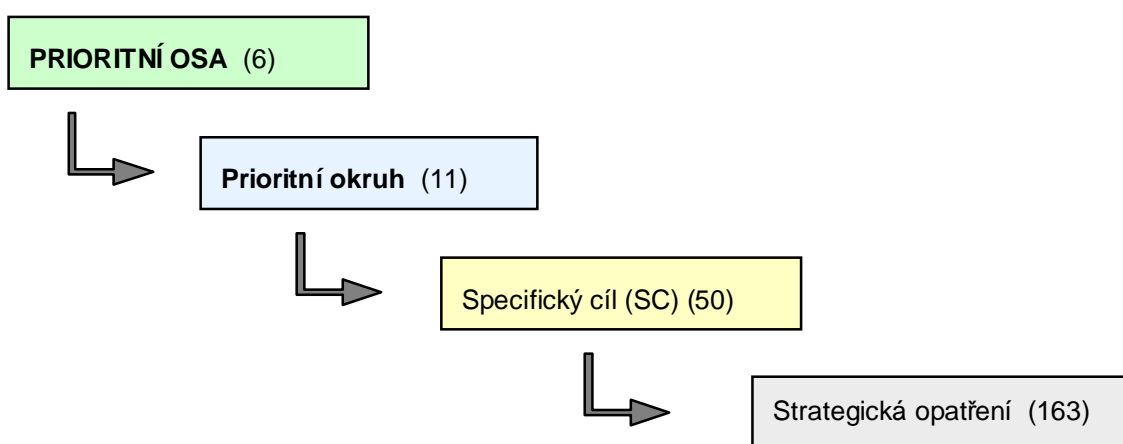 PRIORITNÍ OSA (6)
Prioritní okruh (11)
Specifický cíl (SC) (50)
Strategická opatření (163)